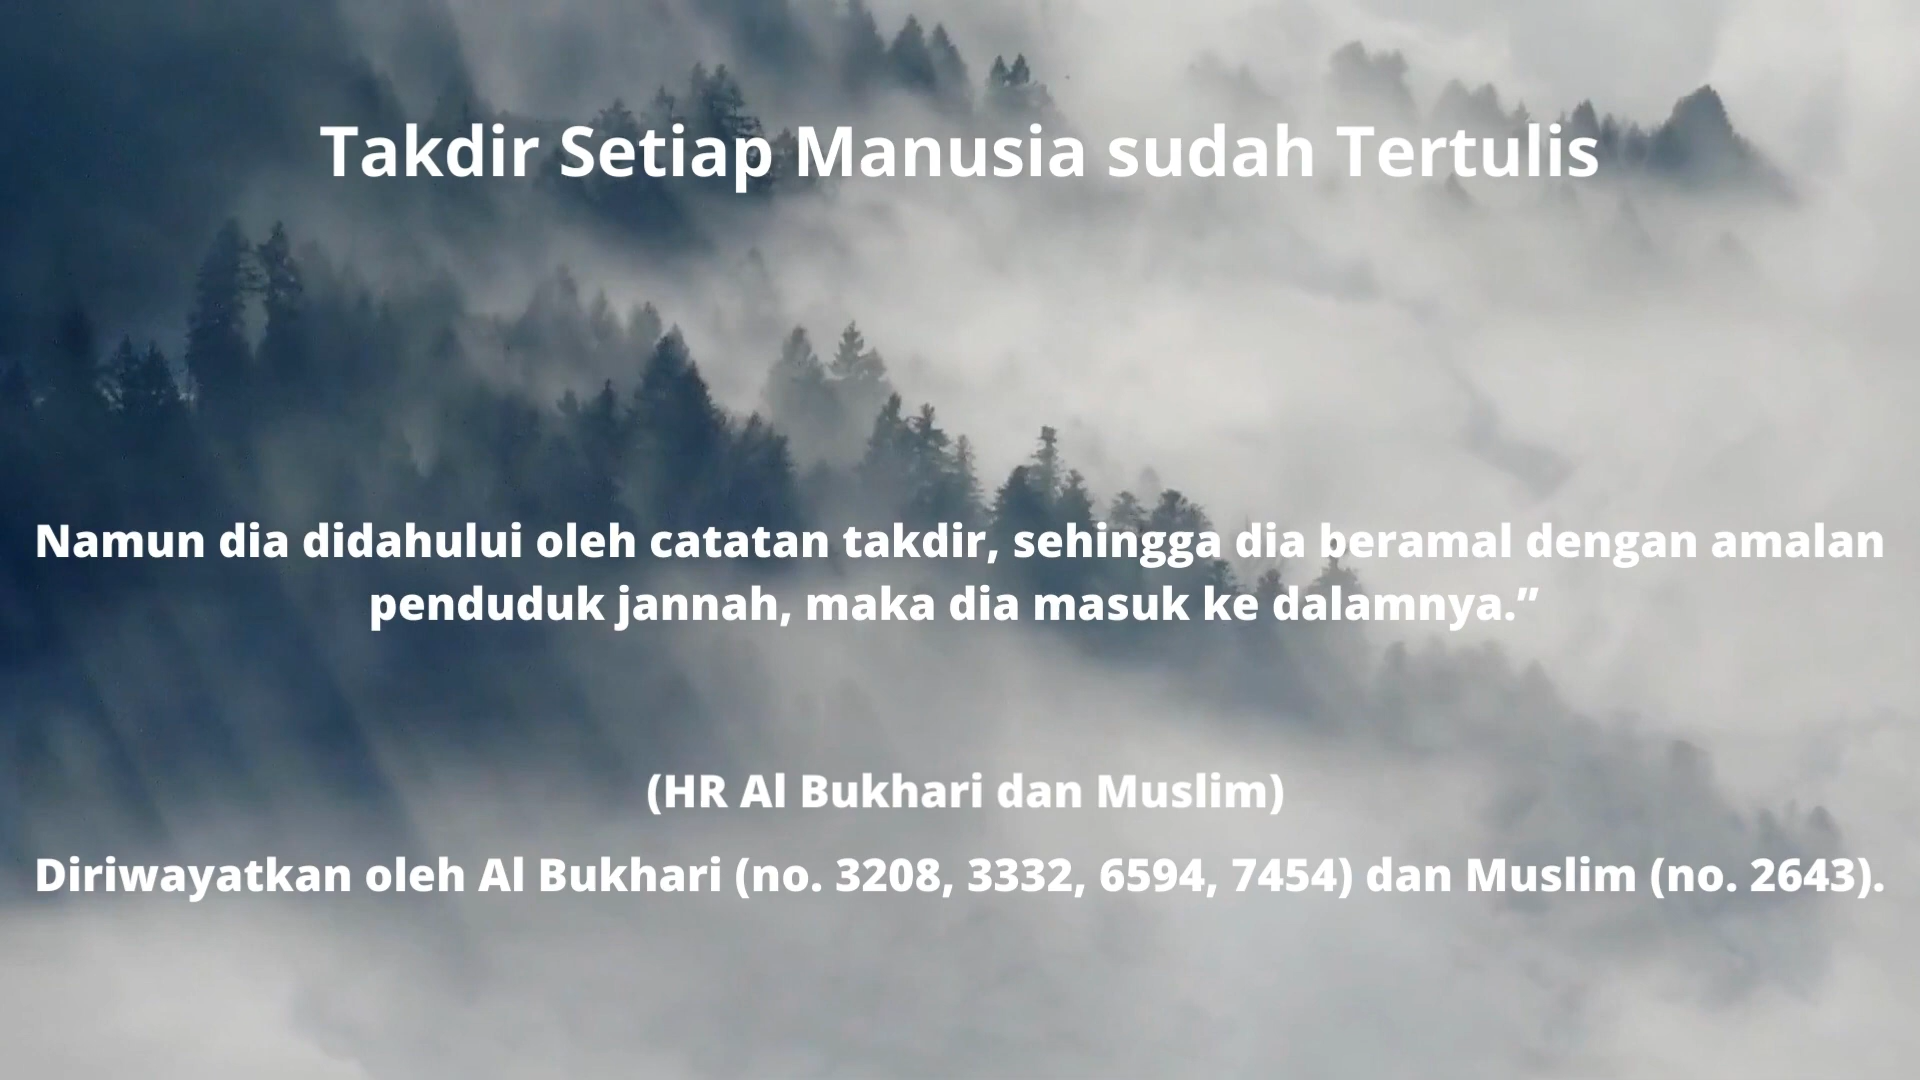 Takdir Setiap Manusia sudah Tertulis
Namun dia didahului oleh catatan takdir, sehingga dia beramal dengan amalan
penduduk jannah, maka dia masuk ke dalamnya.”
(HR Al Bukhari dan Muslim)
Diriwayatkan oleh Al Bukhari (no. 3208, 3332, 6594, 7454) dan Muslim (no. 2643).